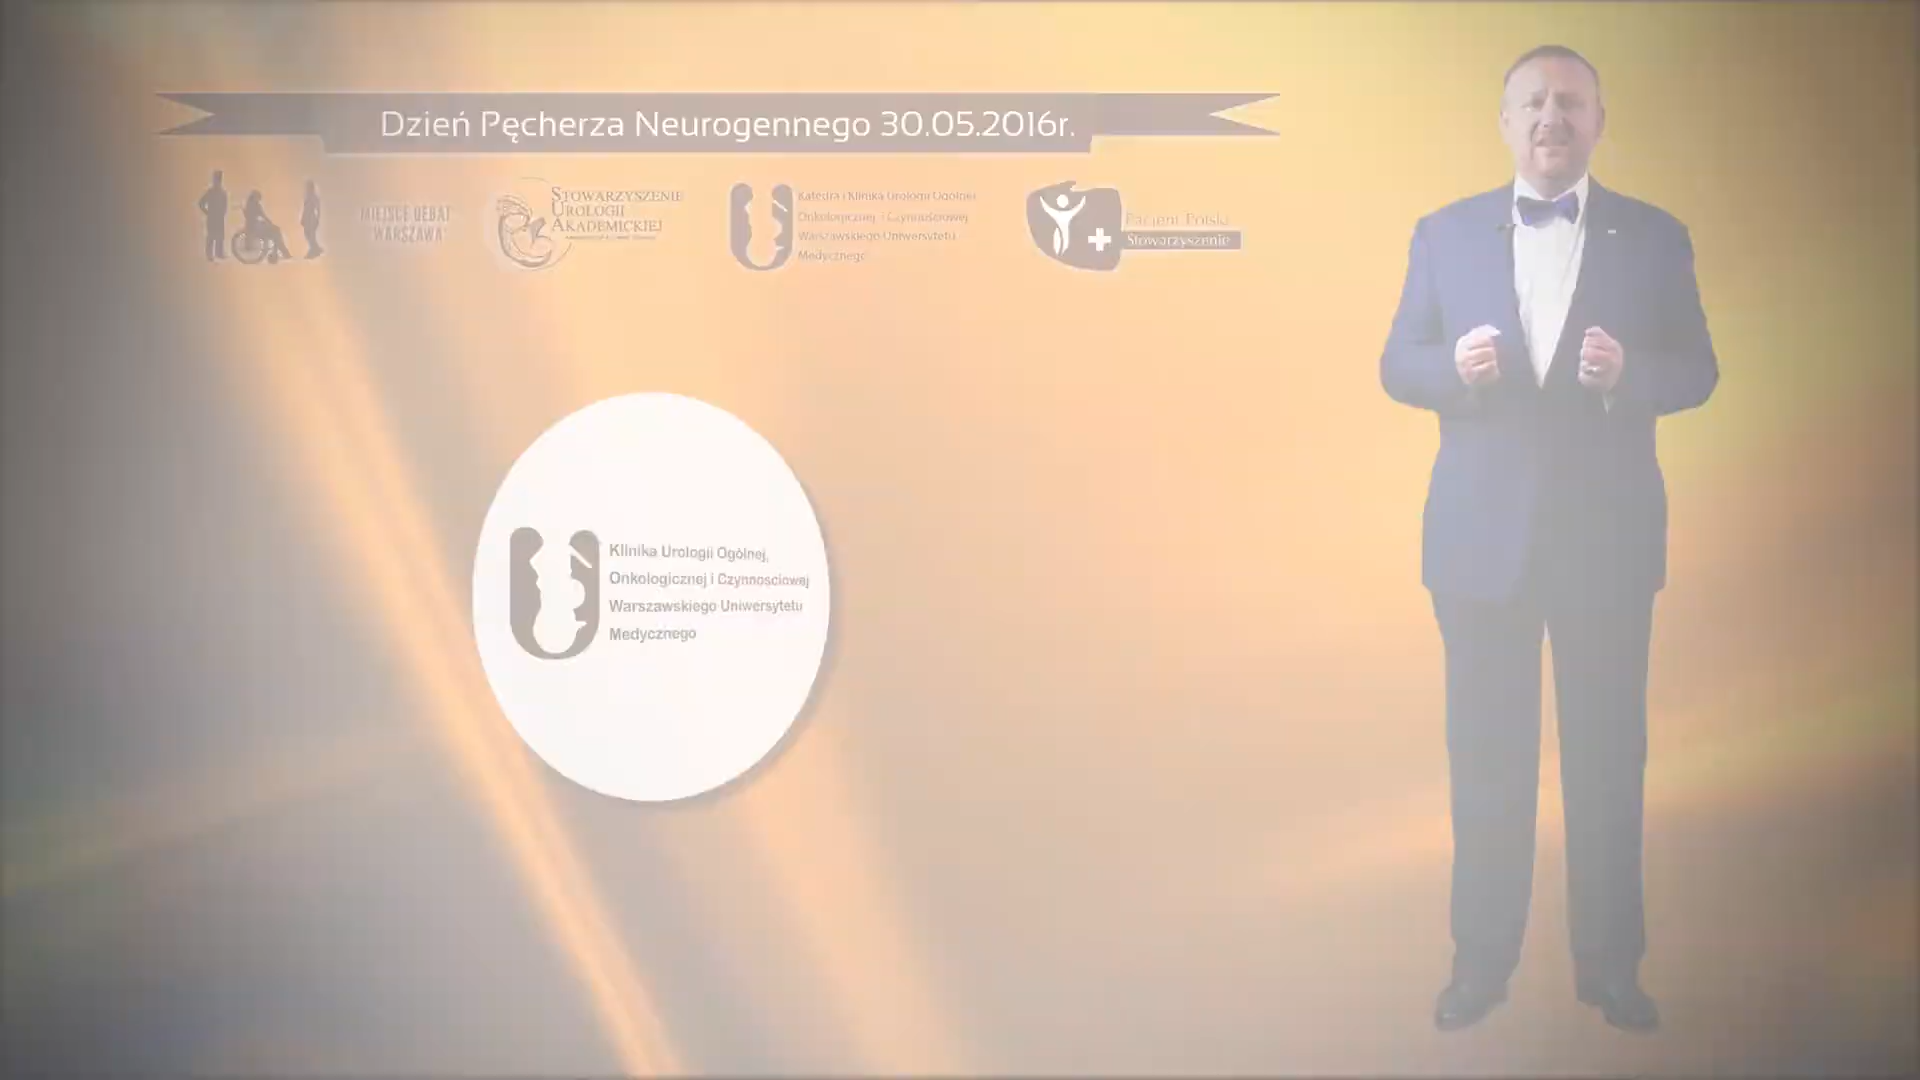 Dzień Pęcherza Neurogennego 30.05.2016r.
MIEJSCE DEBAT
WARSZAWA
STOWARZYSZENIE
UROLOGII
AKADEMICKIEJ
Katedra i Klinika Urologii Ogólnej
Onkologicznej i Czynnościowej
Warszawskiego Uniwersytetu
Medycznego
Pacjent Polski
Stowarzyszenie
Klinika Urologii Ogólnej,
Onkologicznej i Czynnościowej
Warszawskiego Uniwersytetu
Medycznego